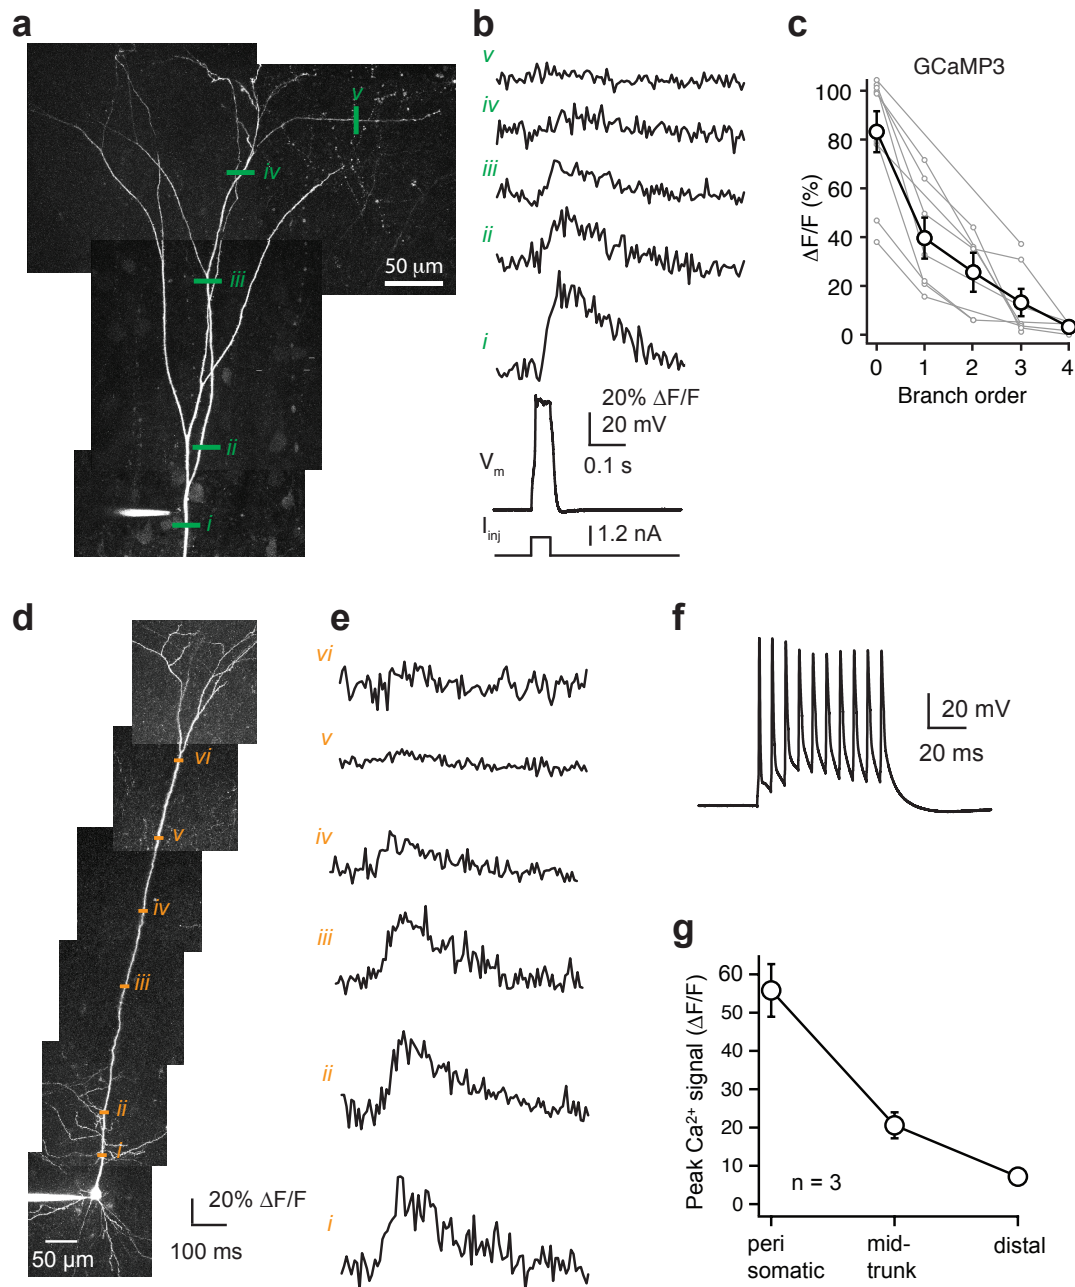 a
v
iv
iii
50 μm
ii
i
b
v
iv
iii
ii
i
20% ΔF/F
20 mV
0.1 s
Vm
Iinj
1.2 nA
c
GCaMP3
ΔF/F (%)
100
80
60
40
20
0
0 1 2 3 4
Branch order
d
vi
v
iv
iii
ii
i
20% ΔF/F
100 ms
50 μm
e
vi
v
iv
iii
ii
i
f
20 mV
20 ms
g
Peak Ca²⁺ signal (ΔF/F)
60
50
40
30
20
10
0
n = 3
peri somatic
mid-trunk
distal